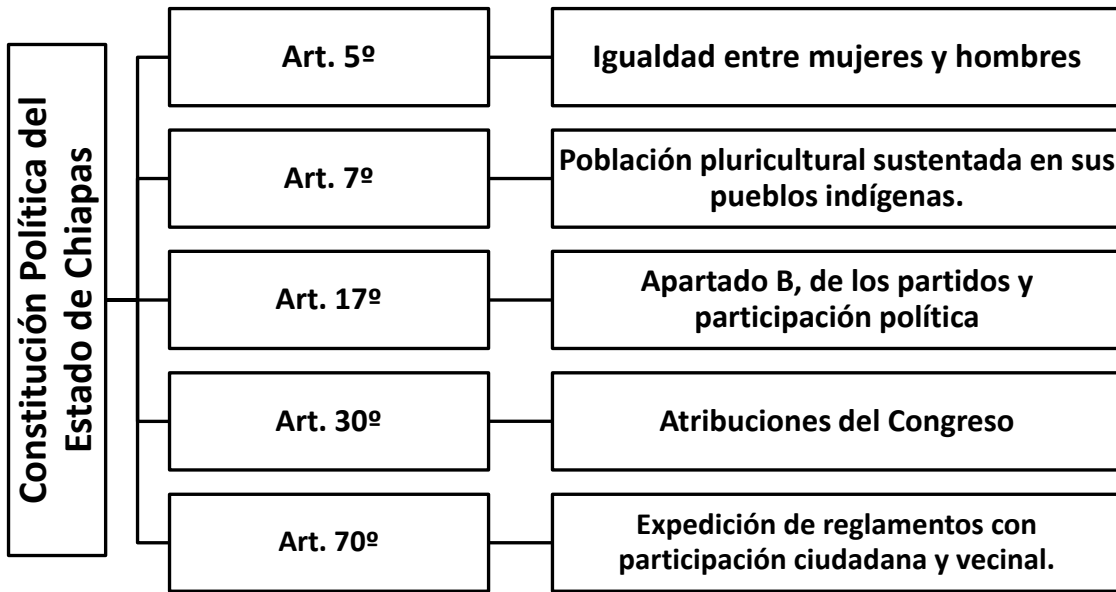 Constitución Política del
Estado de Chiapas
Art. 5º
Igualdad entre mujeres y hombres
Art. 7º
Población pluricultural sustentada en sus
pueblos indígenas.
Art. 17º
Apartado B, de los partidos y
participación política
Art. 30º
Atribuciones del Congreso
Art. 70º
Expedición de reglamentos con
participación ciudadana y vecinal.